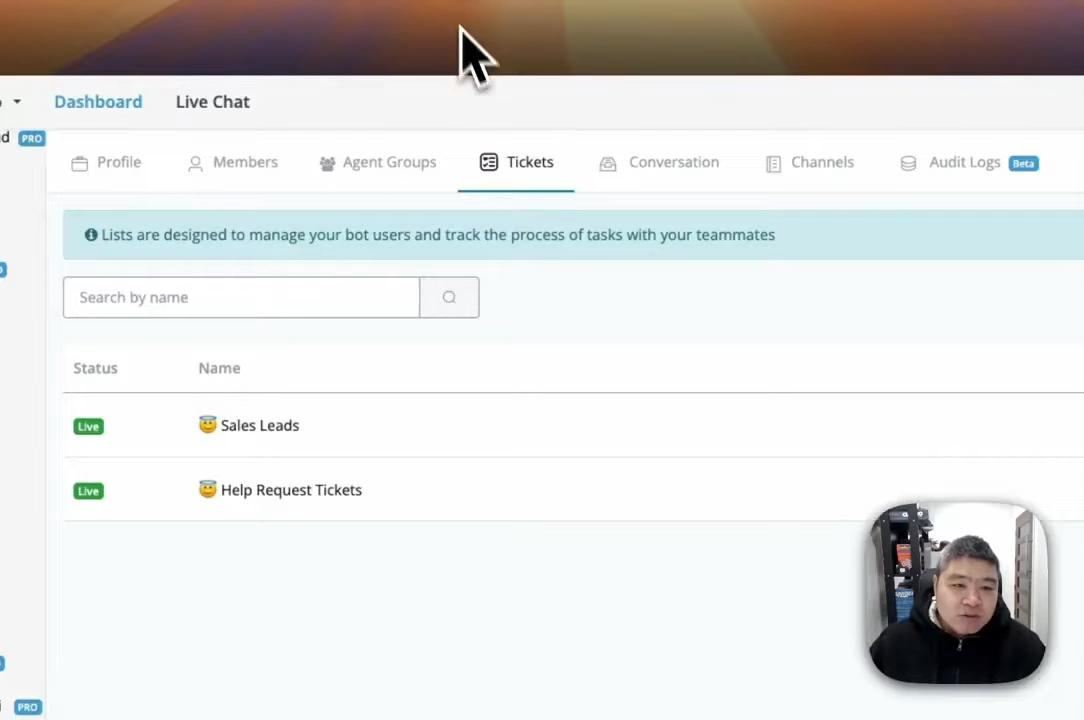 Dashboard Live Chat
PRO
Profile Members Agent Groups Tickets Conversation Channels Audit Logs Beta
Lists are designed to manage your bot users and track the process of tasks with your teammates
Search by name
Status Name
Live Sales Leads
Live Help Request Tickets
PRO